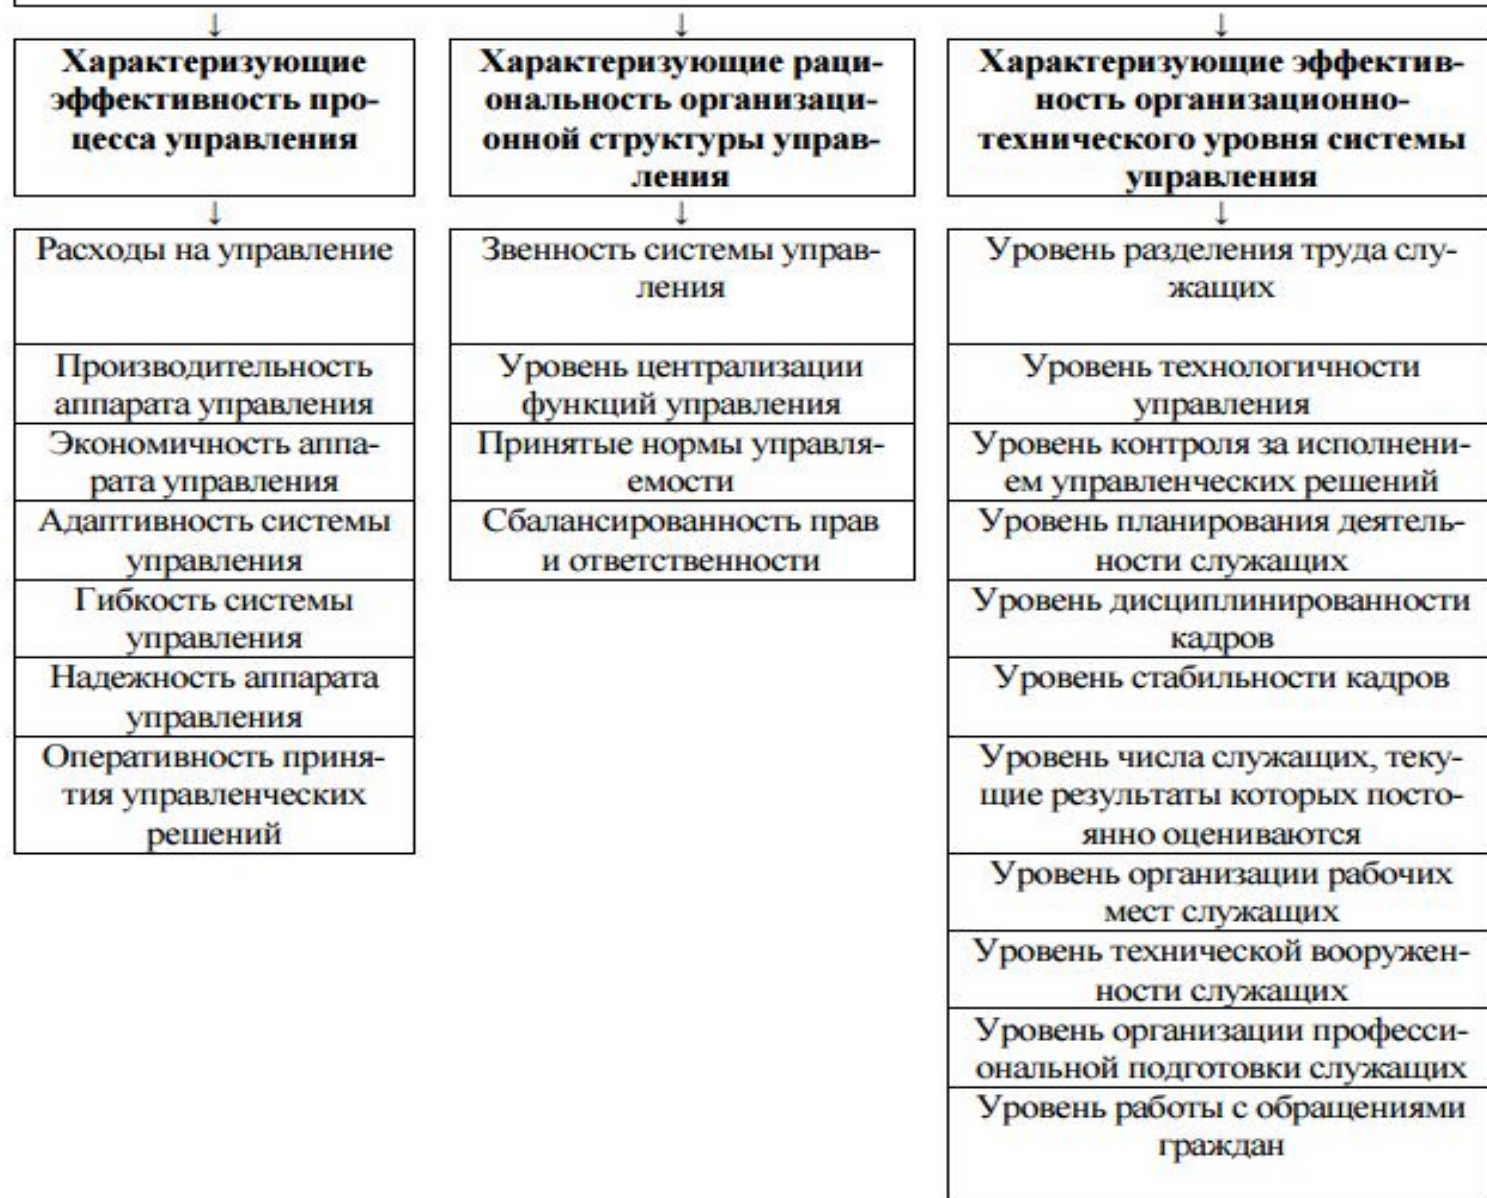 ↓
Характеризующие
эффективность про-
цесса управления
↓
Расходы на управление
Производительность
аппарата управления
Экономичность аппа-
рата управления
Адаптивность системы
управления
Гибкость системы
управления
Надежность аппарата
управления
Оперативность приня-
тия управленческих
решений
↓
Характеризующие раци-
ональность организаци-
онной структуры управ-
ления
↓
Звенность системы управ-
ления
Уровень централизации
функций управления
Принятые нормы управля-
емости
Сбалансированность прав
и ответственности
↓
Характеризующие эффектив-
ность организационно-
технического уровня системы
управления
↓
Уровень разделения труда слу-
жащих
Уровень технологичности
управления
Уровень контроля за исполнени-
ем управленческих решений
Уровень планирования деятель-
ности служащих
Уровень дисциплинированности
кадров
Уровень стабильности кадров
Уровень числа служащих, теку-
щие результаты которых посто-
янно оцениваются
Уровень организации рабочих
мест служащих
Уровень технической вооружен-
ности служащих
Уровень организации професси-
ональной подготовки служащих
Уровень работы с обращениями
граждан